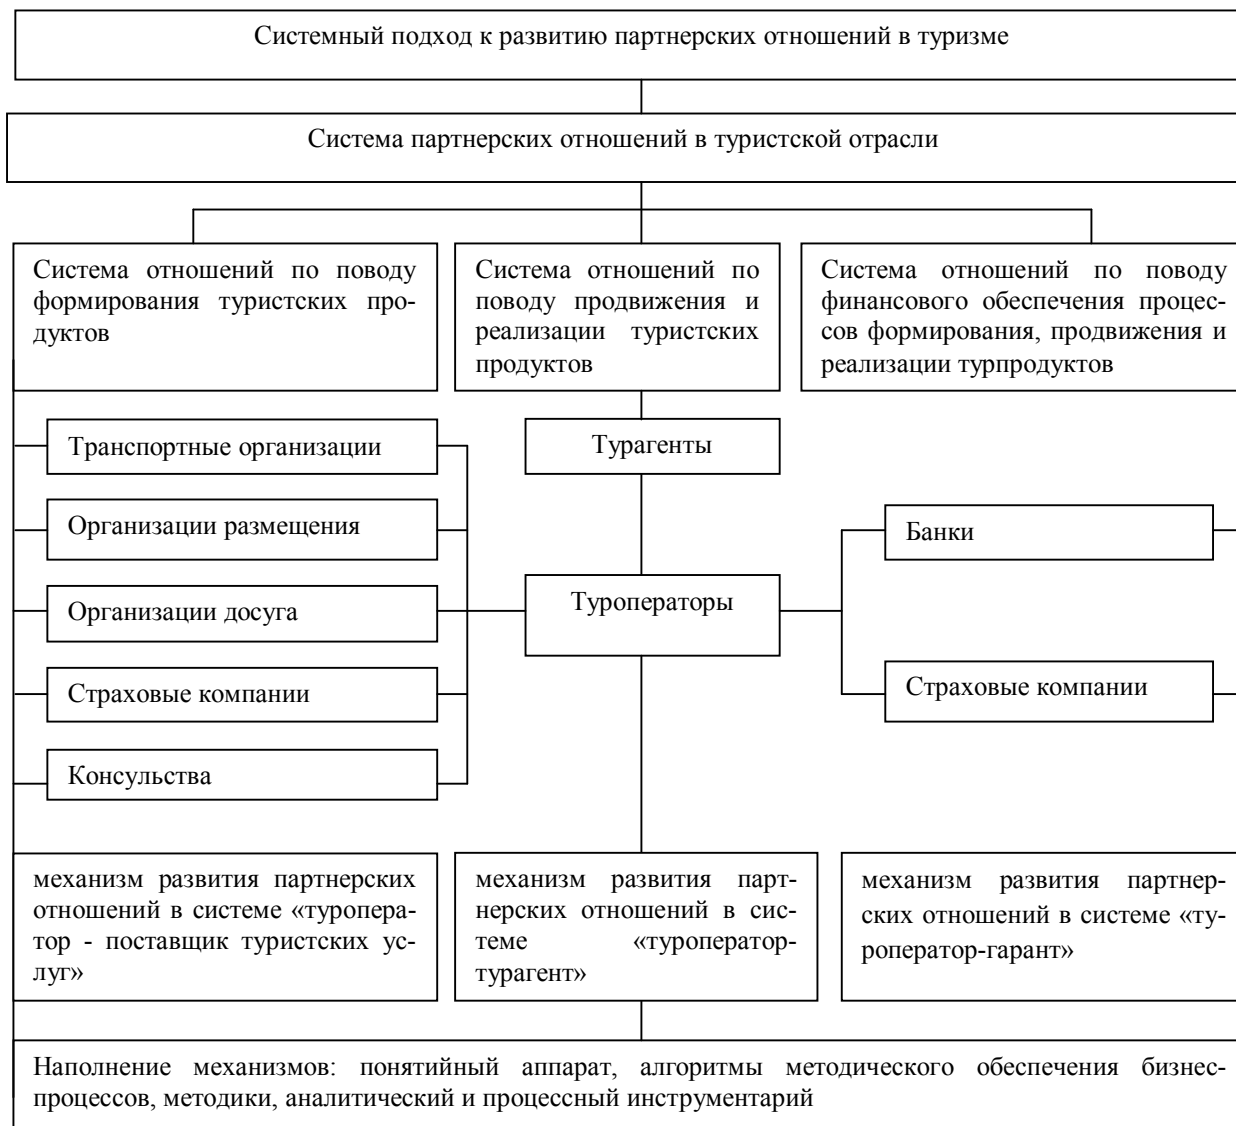 Системный подход к развитию партнерских отношений в туризме
Система партнерских отношений в туристской отрасли
Система отношений по поводу
формирования туристских про-
дуктов
Система отношений по
поводу продвижения и
реализации туристских
продуктов
Система отношений по поводу
финансового обеспечения процес-
сов формирования, продвижения и
реализации турпродуктов
Транспортные организации
Организации размещения
Организации досуга
Страховые компании
Консульства
Турагенты
Туроператоры
Банки
Страховые компании
механизм развития партнерских
отношений в системе «туропера-
тор - поставщик туристских ус-
луг»
механизм развития парт-
нерских отношений в сис-
теме «туроператор-
турагент»
механизм развития партнер-
ских отношений в системе «ту-
роператор-гарант»
Наполнение механизмов: понятийный аппарат, алгоритмы методического обеспечения бизнес-
процессов, методики, аналитический и процессный инструментарий